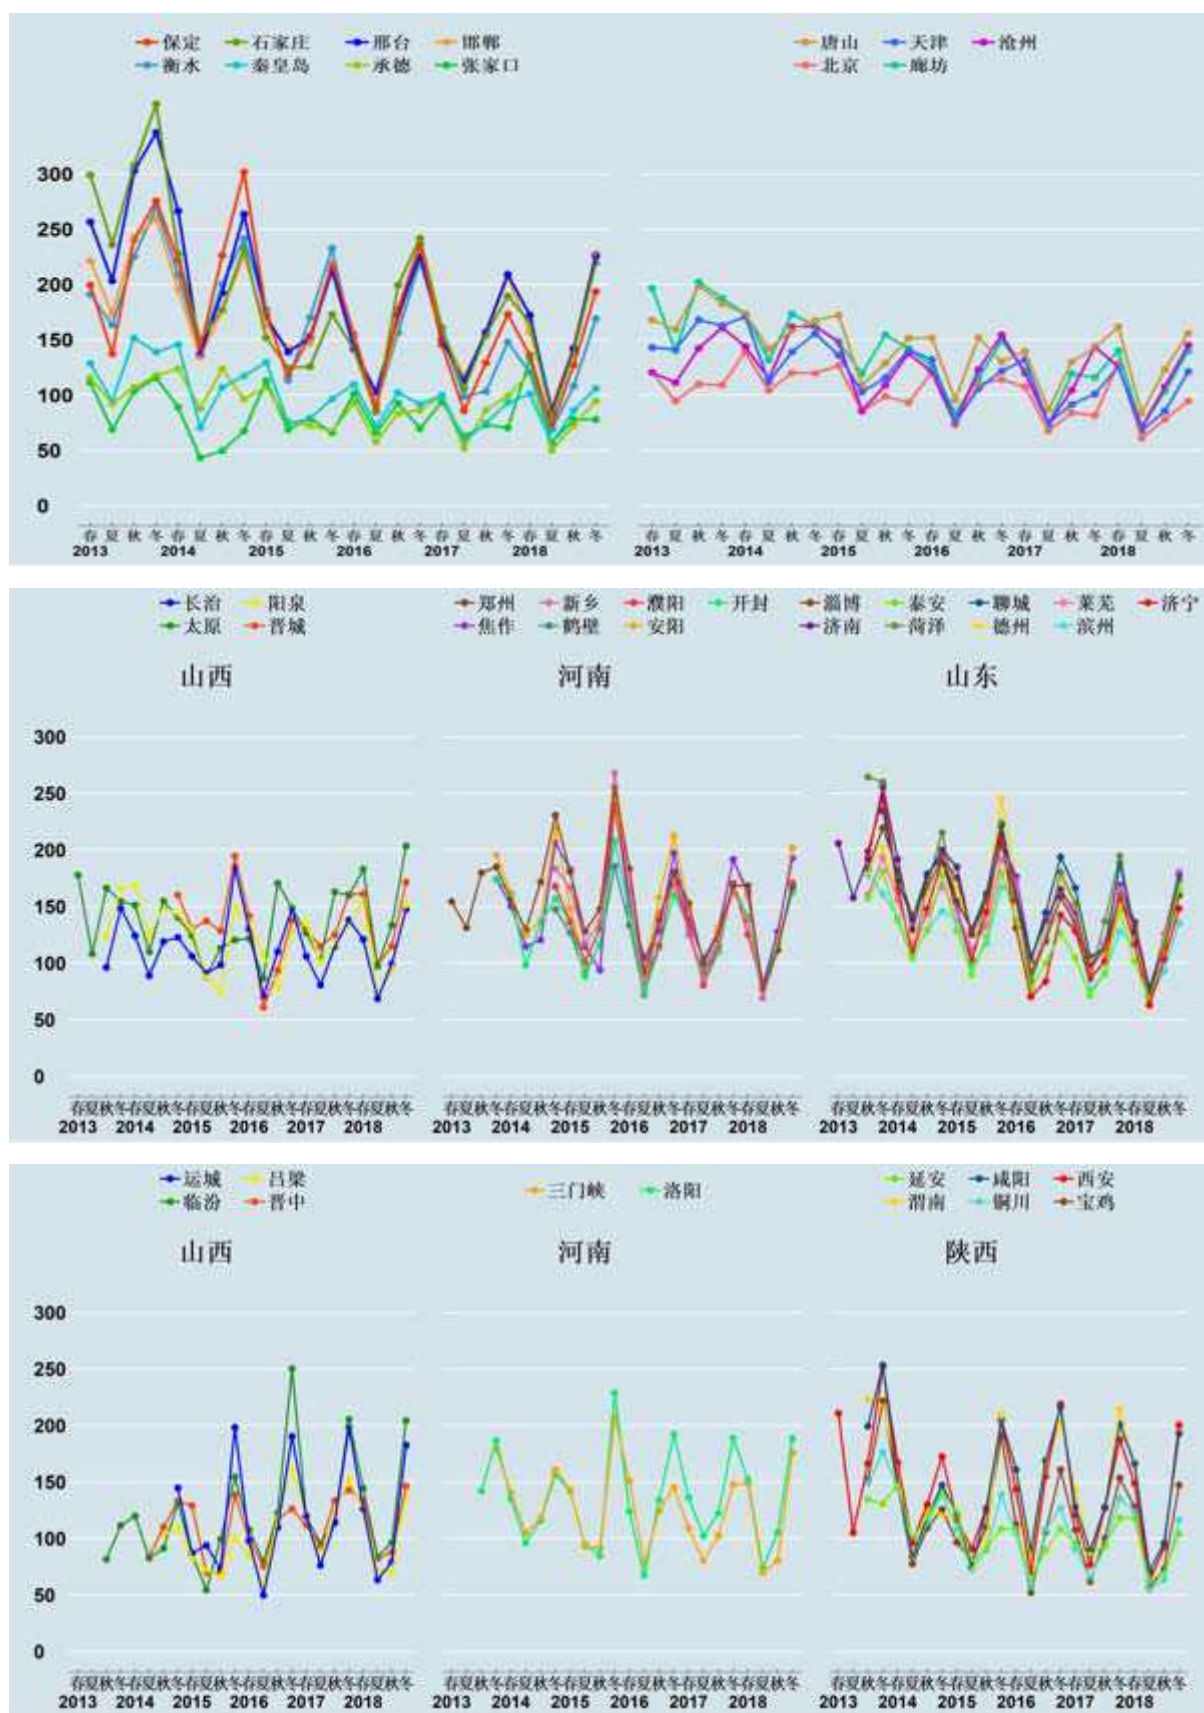 保定 石家庄 邢台 邯郸 唐山 天津 沧州
衡水 秦皇岛 承德 张家口 北京 廊坊
300
250
200
150
100
50
0
春 夏 秋 冬 春 夏 秋 冬 春 夏 秋 冬 春 夏 秋 冬 春 夏 秋 冬 春 夏 秋 冬 春 夏 秋 冬 春 夏 秋 冬 春 夏 秋 冬 春 夏 秋 冬 春 夏 秋 冬 春 夏 秋 冬
2013 2014 2015 2016 2017 2018 2013 2014 2015 2016 2017 2018
长治 阳泉 郑州 新乡 濮阳 开封 淄博 泰安 聊城 莱芜 济宁
太原 晋城 焦作 鹤壁 安阳 济南 菏泽 德州 滨州
山西 河南 山东
300
250
200
150
100
50
0
春夏秋冬春夏秋冬春夏秋冬春夏秋冬春夏秋冬春夏秋冬 春夏秋冬春夏秋冬春夏秋冬春夏秋冬春夏秋冬春夏秋冬 春夏秋冬春夏秋冬春夏秋冬春夏秋冬春夏秋冬春夏秋冬
2013 2014 2015 2016 2017 2018 2013 2014 2015 2016 2017 2018 2013 2014 2015 2016 2017 2018
运城 吕梁 三门峡 洛阳 延安 咸阳 西安
临汾 晋中 渭南 铜川 宝鸡
山西 河南 陕西
300
250
200
150
100
50
0
春夏秋冬春夏秋冬春夏秋冬春夏秋冬春夏秋冬春夏秋冬 春夏秋冬春夏秋冬春夏秋冬春夏秋冬春夏秋冬春夏秋冬 春夏秋冬春夏秋冬春夏秋冬春夏秋冬春夏秋冬春夏秋冬
2013 2014 2015 2016 2017 2018 2013 2014 2015 2016 2017 2018 2013 2014 2015 2016 2017 2018